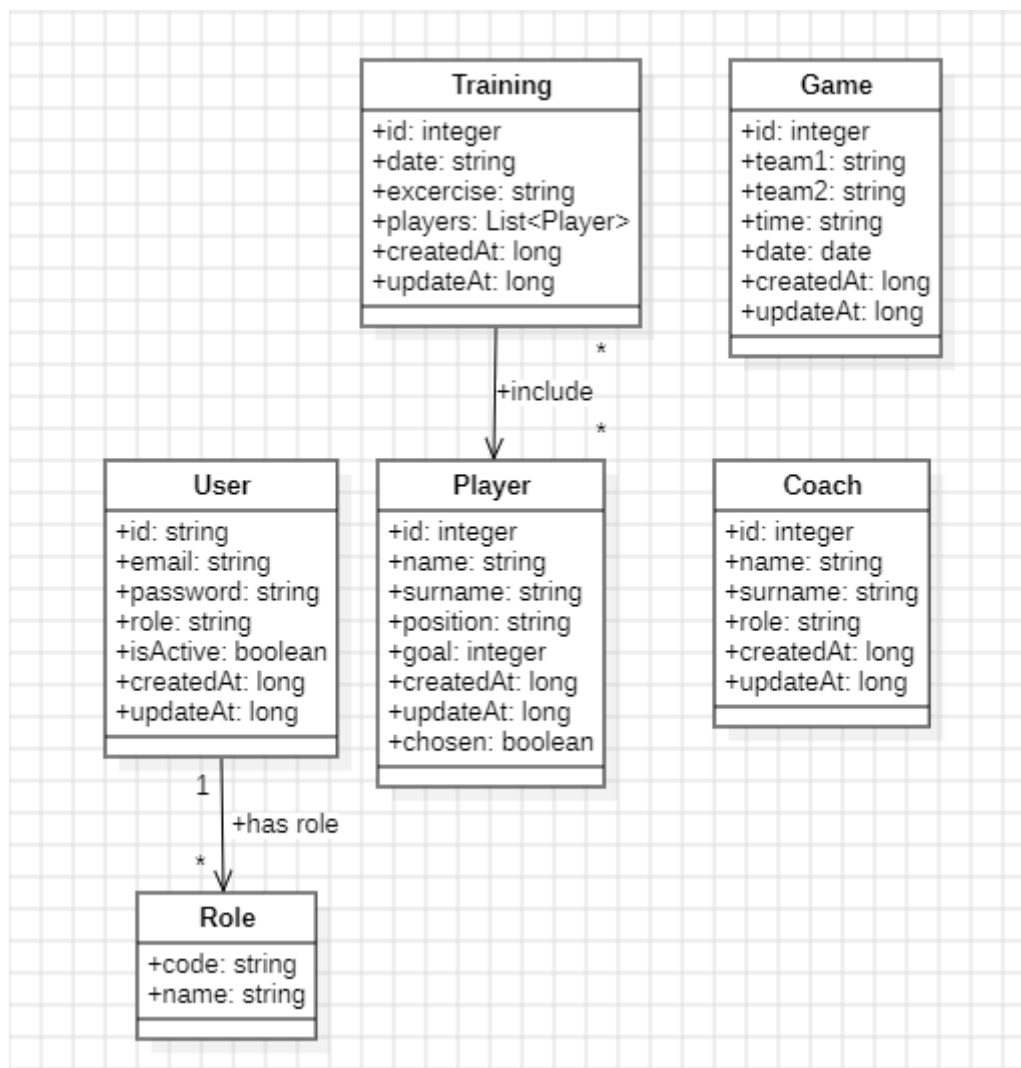 Training
+id: integer
+date: string
+excercise: string
+players: List<Player>
+createdAt: long
+updateAt: long
Game
+id: integer
+team1: string
+team2: string
+time: string
+date: date
+createdAt: long
+updateAt: long
*
+include
*
User
+id: string
+email: string
+password: string
+role: string
+isActive: boolean
+createdAt: long
+updateAt: long
Player
+id: integer
+name: string
+surname: string
+position: string
+goal: integer
+createdAt: long
+updateAt: long
+chosen: boolean
Coach
+id: integer
+name: string
+surname: string
+role: string
+createdAt: long
+updateAt: long
1
+has role
*
Role
+code: string
+name: string